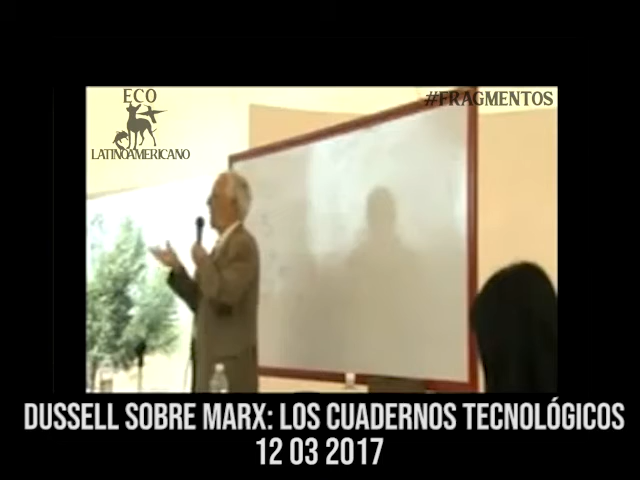 ECO
LATINOAMERICANO
#FRAGMENTOS
DUSSELL SOBRE MARX: LOS CUADERNOS TECNOLÓGICOS
12 03 2017